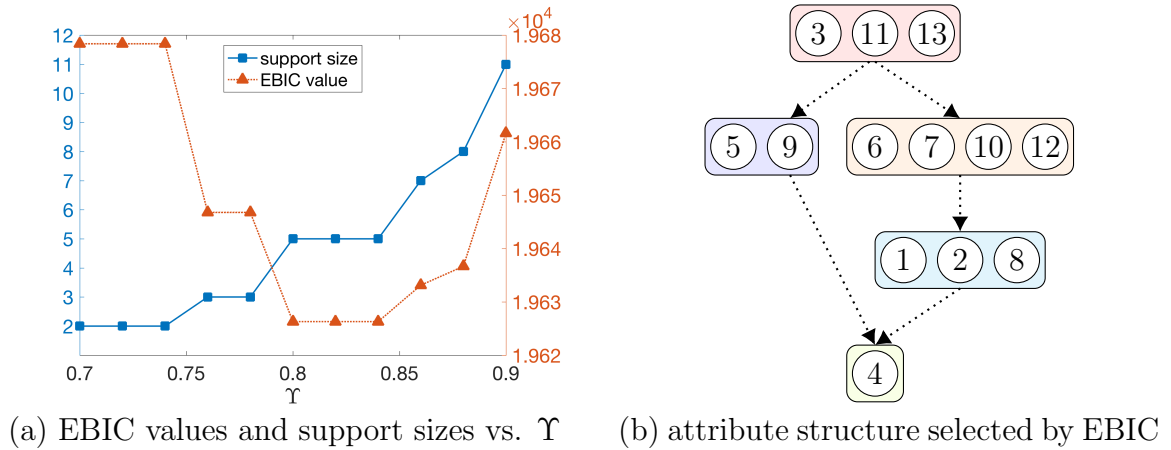 ×10⁴
12
11
10
9
8
7
6
5
4
3
2
support size
EBIC value
1.968
1.967
1.966
1.965
1.964
1.963
1.962
0.7 0.75 0.8 0.85 0.9
ϒ
(a) EBIC values and support sizes vs. ϒ
3 11 13
5 9 6 7 10 12
1 2 8
4
(b) attribute structure selected by EBIC